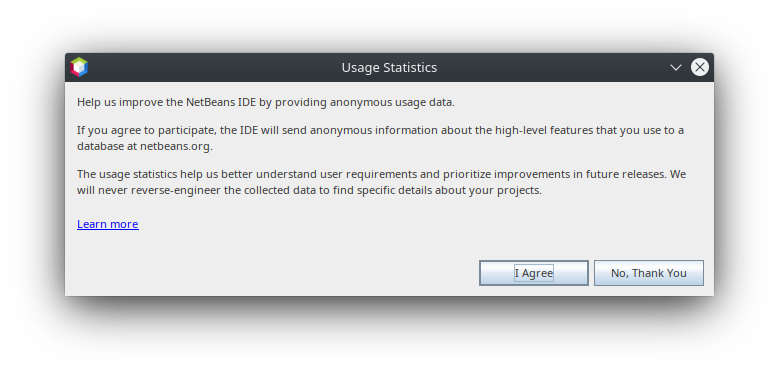 Usage Statistics
Help us improve the NetBeans IDE by providing anonymous usage data.
If you agree to participate, the IDE will send anonymous information about the high-level features that you use to a
database at netbeans.org.
The usage statistics help us better understand user requirements and prioritize improvements in future releases. We
will never reverse-engineer the collected data to find specific details about your projects.
Learn more
I Agree
No, Thank You